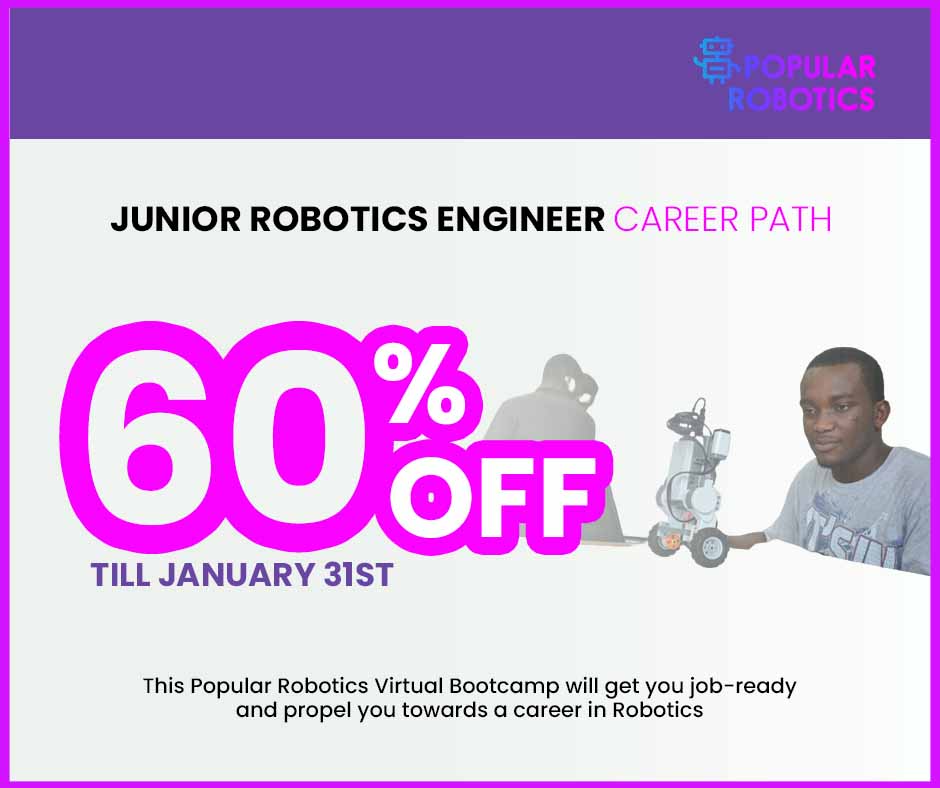 POPULAR
ROBOTICS
JUNIOR ROBOTICS ENGINEER CAREER PATH
60% OFF
TILL JANUARY 31ST
This Popular Robotics Virtual Bootcamp will get you job-ready
and propel you towards a career in Robotics